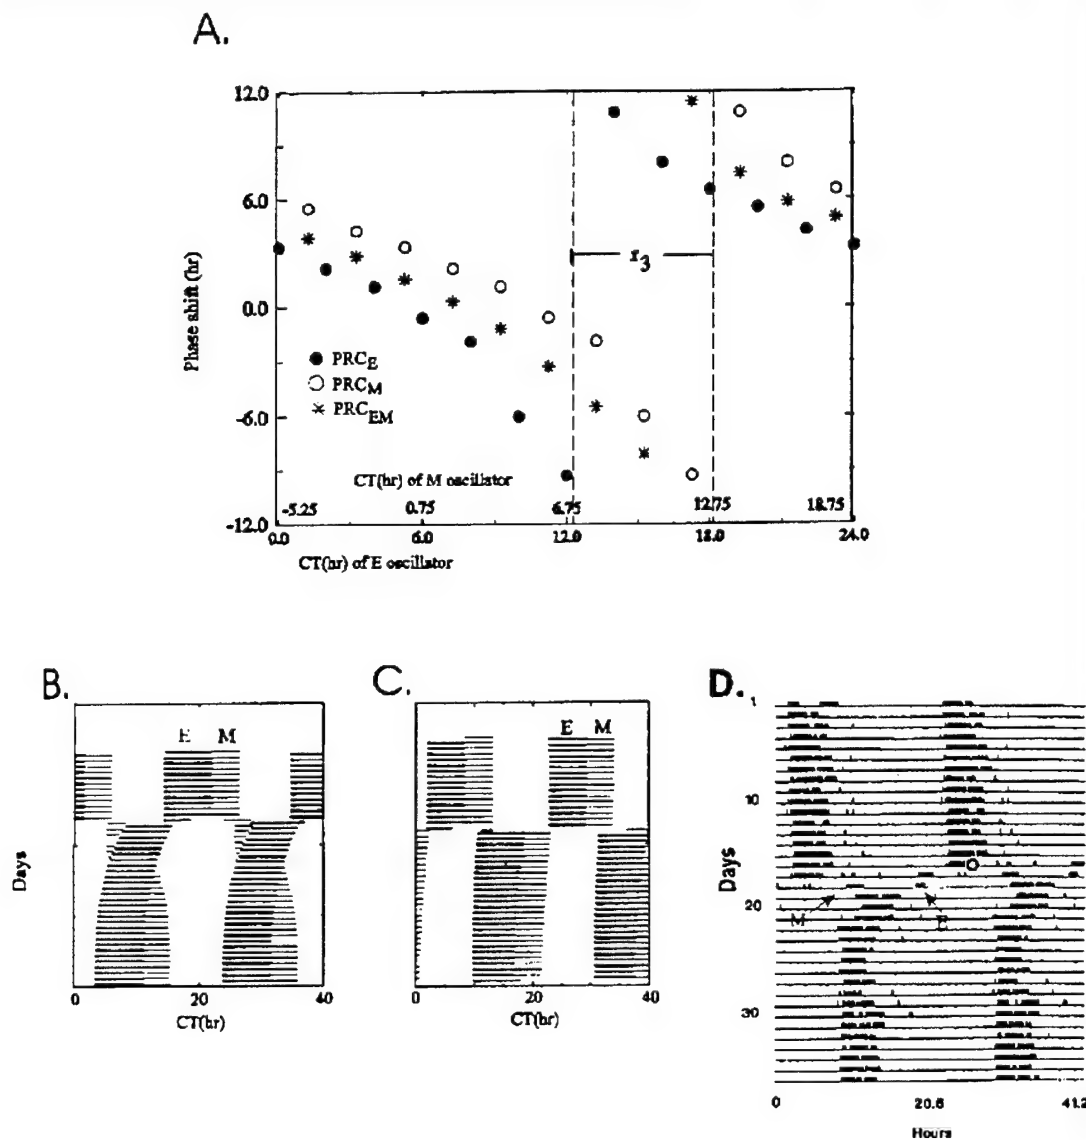 A.
12.0
6.0
0.0
-6.0
-12.0
Phase shift (hr)
r3
PRCE
PRCM
PRCEM
CT(hr) of M oscillator
-5.25 0.75 6.75 12.75 18.75
0.0 6.0 12.0 18.0 24.0
CT(hr) of E oscillator
B.
E M
Days
0 20 40
CT(hr)
C.
E M
0 20 40
CT(hr)
D.
1
10
20
30
Days
M E
0 20.6 41.2
Hours